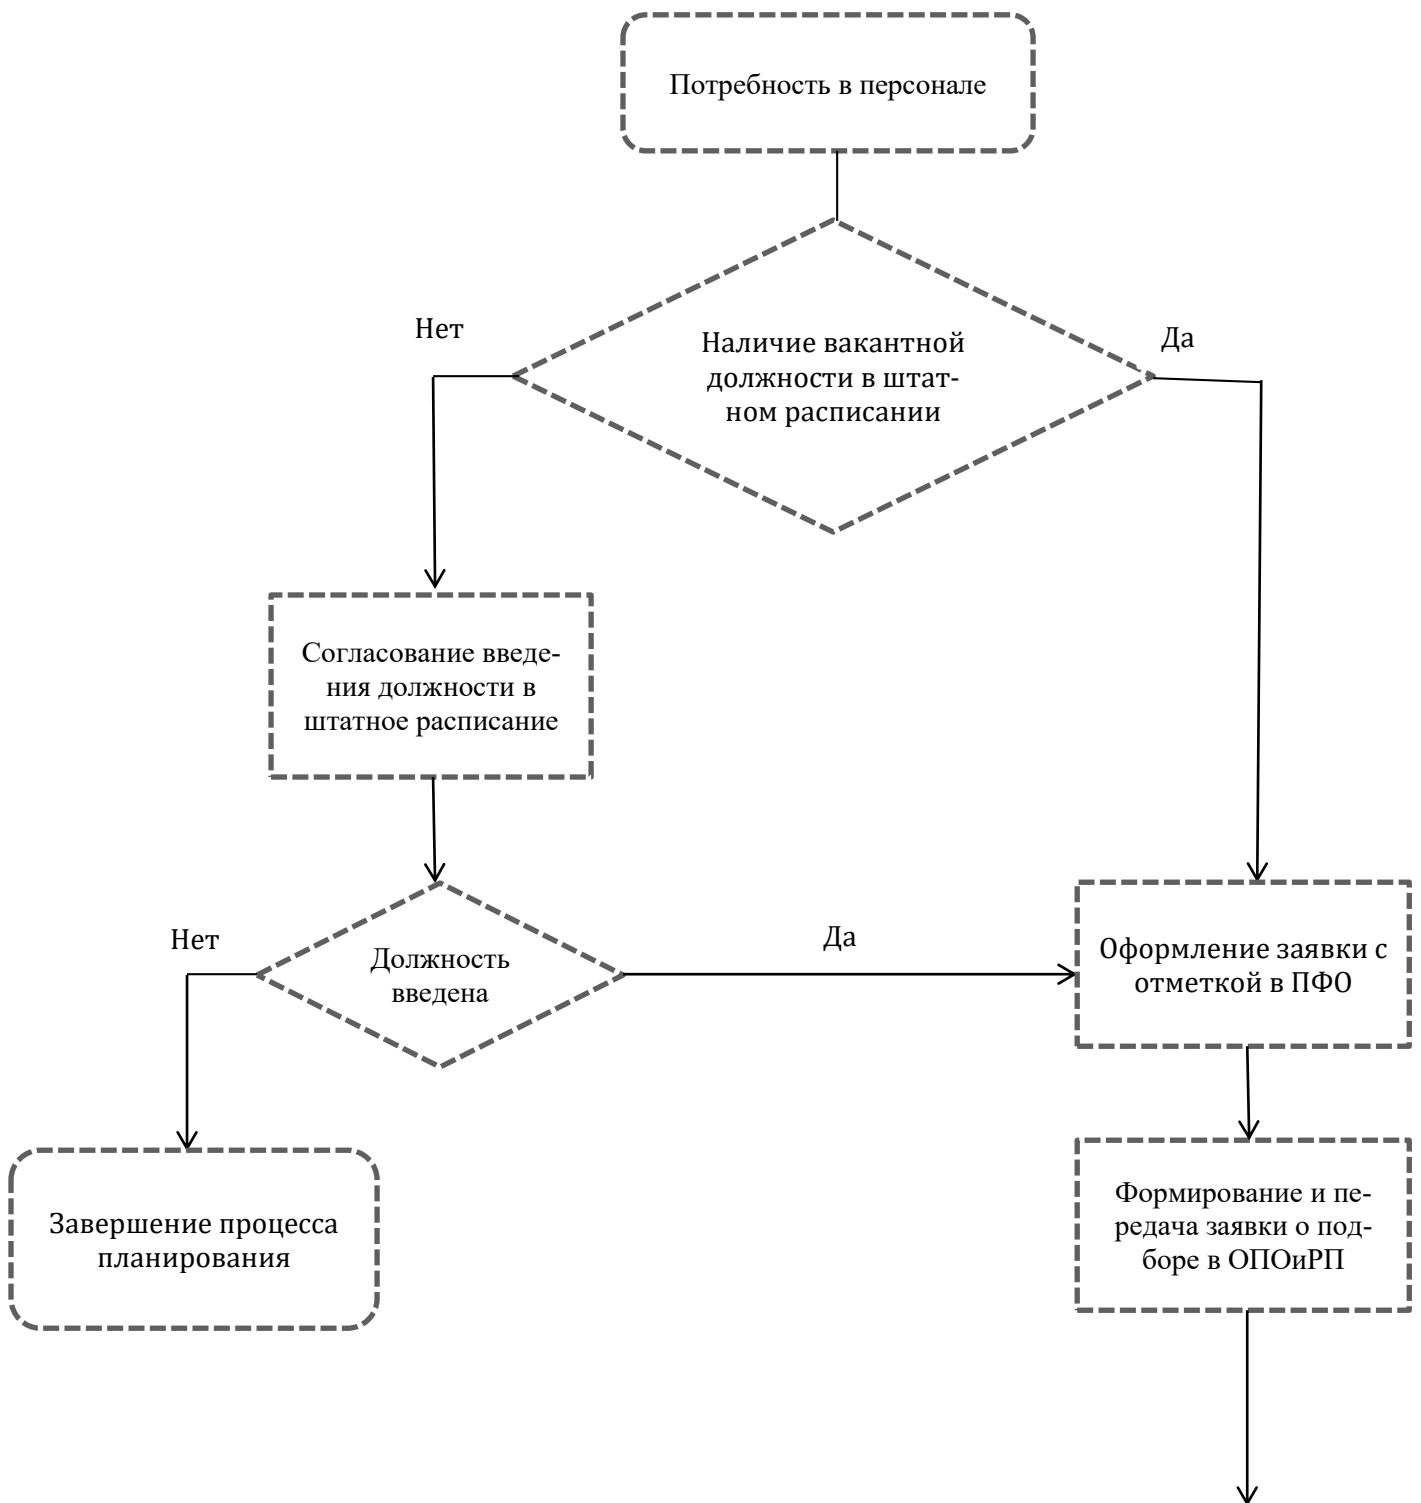 Потребность в персонале
Нет
Да
Наличие вакантной
должности в штат-
ном расписании
Согласование введе-
ния должности в
штатное расписание
Нет
Должность
введена
Да
Оформление заявки с
отметкой в ПФО
Завершение процесса
планирования
Формирование и пе-
редача заявки о под-
боре в ОПОиРП